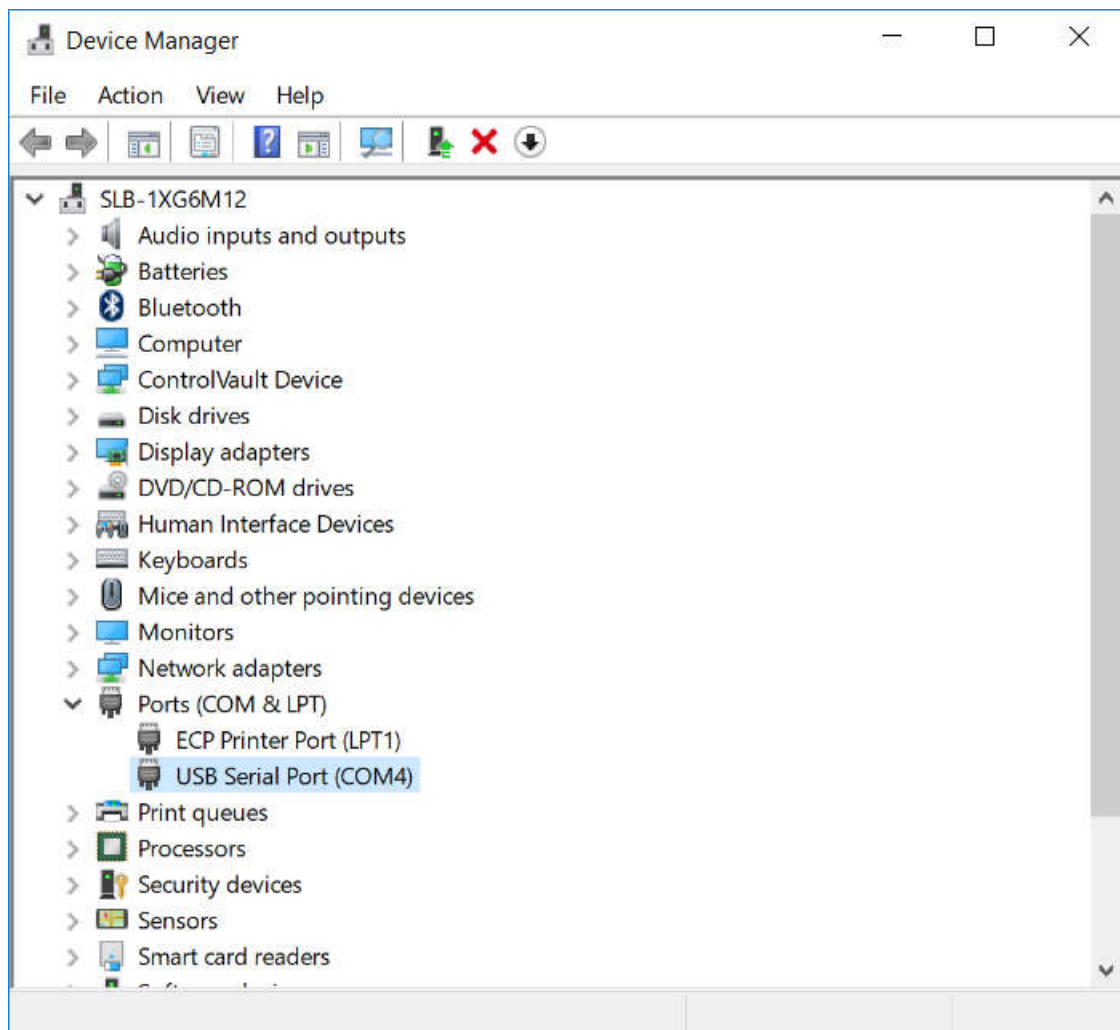 Device Manager
File Action View Help
SLB-1XG6M12
Audio inputs and outputs
Batteries
Bluetooth
Computer
ControlVault Device
Disk drives
Display adapters
DVD/CD-ROM drives
Human Interface Devices
Keyboards
Mice and other pointing devices
Monitors
Network adapters
Ports (COM & LPT)
ECP Printer Port (LPT1)
USB Serial Port (COM4)
Print queues
Processors
Security devices
Sensors
Smart card readers